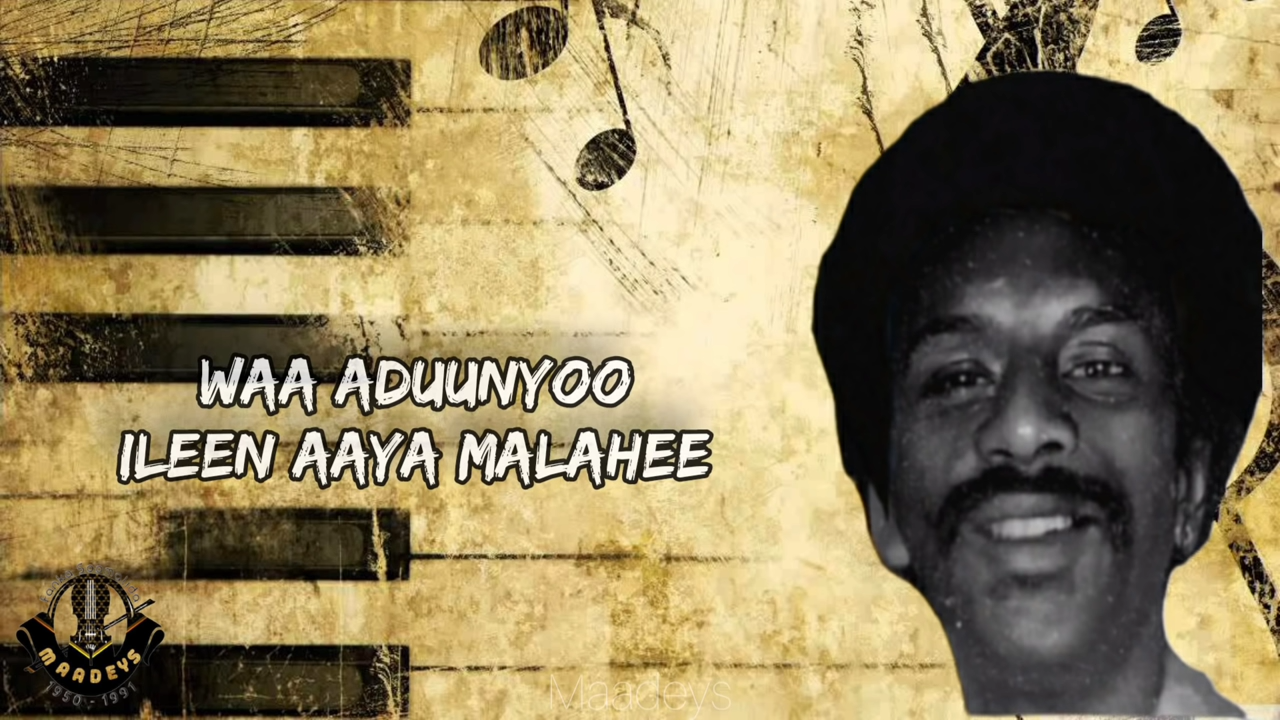 WAA ADUUNYOO
ILEEN AAYA MALAHEE
MAADEYS
1950 - 1991
Maadeys